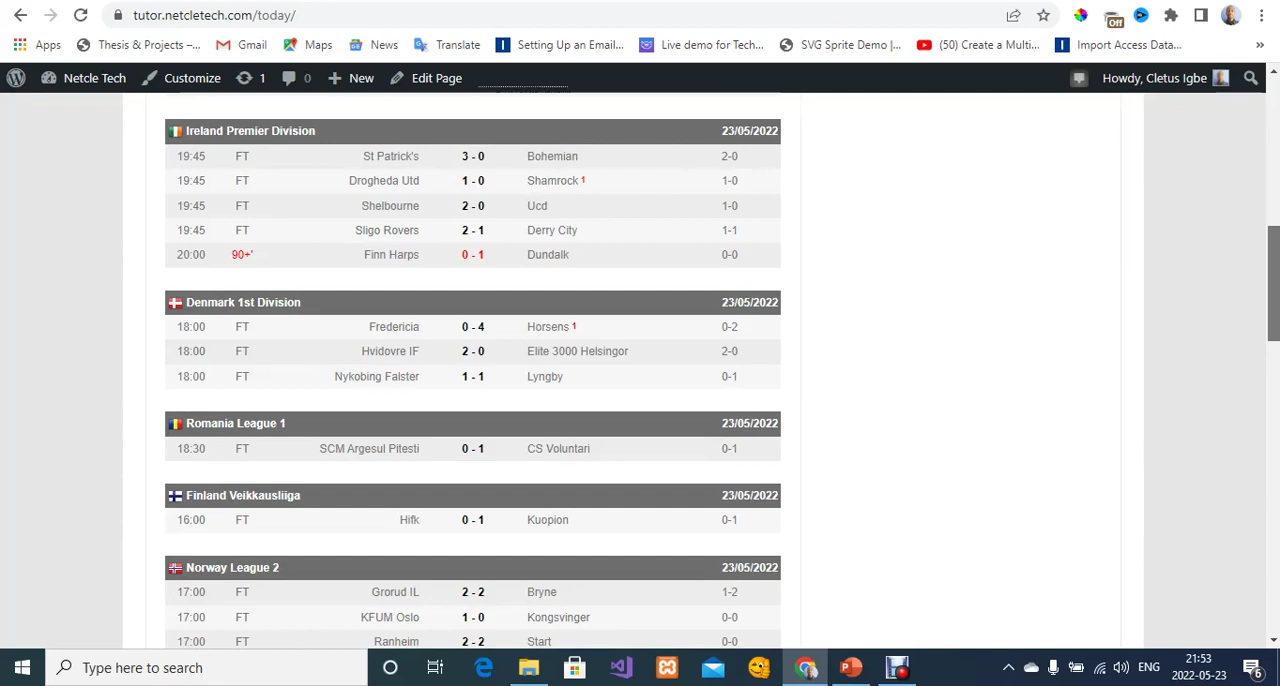 tutor.netcletech.com/today/
Off
Apps Thesis & Projects –... Gmail Maps News Translate Setting Up an Email... Live demo for Tech... SVG Sprite Demo |... (50) Create a Multi... Import Access Data... »
Netcle Tech Customize 1 0 New Edit Page Howdy, Cletus Igbe
Ireland Premier Division 23/05/2022
19:45 FT St Patrick's 3 - 0 Bohemian 2-0
19:45 FT Drogheda Utd 1 - 0 Shamrock 1 1-0
19:45 FT Shelbourne 2 - 0 Ucd 1-0
19:45 FT Sligo Rovers 2 - 1 Derry City 1-1
20:00 90+' Finn Harps 0 - 1 Dundalk 0-0
Denmark 1st Division 23/05/2022
18:00 FT Fredericia 0 - 4 Horsens 1 0-2
18:00 FT Hvidovre IF 2 - 0 Elite 3000 Helsingor 2-0
18:00 FT Nykobing Falster 1 - 1 Lyngby 0-1
Romania League 1 23/05/2022
18:30 FT SCM Argesul Pitesti 0 - 1 CS Voluntari 0-1
Finland Veikkausliiga 23/05/2022
16:00 FT Hifk 0 - 1 Kuopion 0-1
Norway League 2 23/05/2022
17:00 FT Grorud IL 2 - 2 Bryne 1-2
17:00 FT KFUM Oslo 1 - 0 Kongsvinger 0-0
17:00 FT Ranheim 2 - 2 Start 0-0
Type here to search ENG 21:53
2022-05-23 6